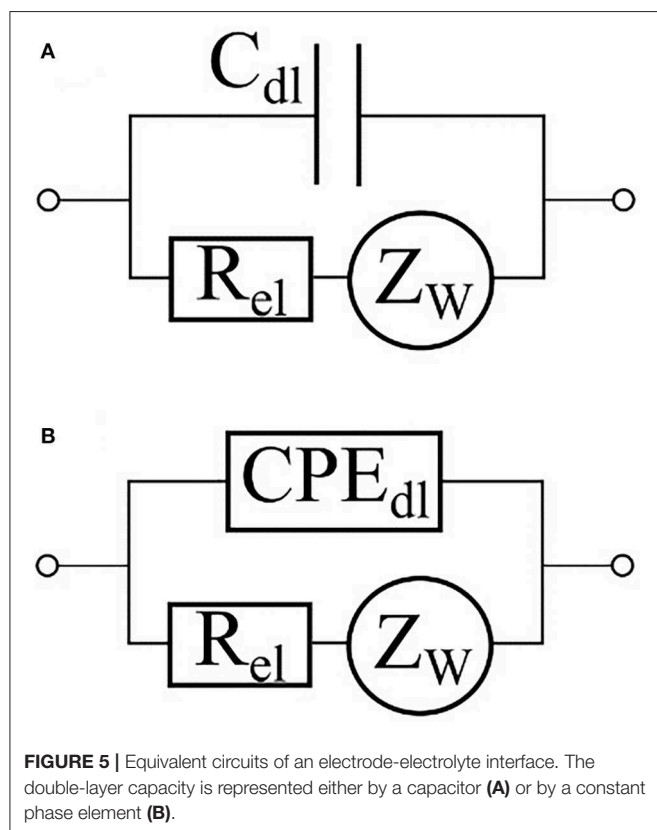 A
C_dl
R_el
Z_W
B
CPE_dl
R_el
Z_W
FIGURE 5 | Equivalent circuits of an electrode-electrolyte interface. The
double-layer capacity is represented either by a capacitor (A) or by a constant
phase element (B).